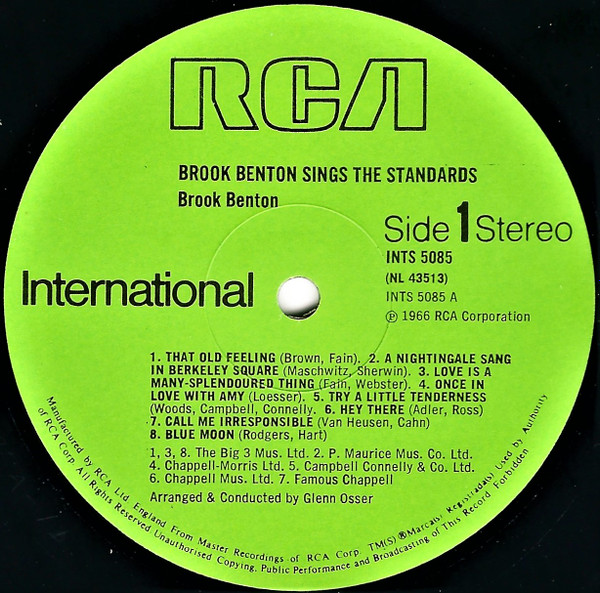 RCA
BROOK BENTON SINGS THE STANDARDS
Brook Benton
Side 1 Stereo
INTS 5085
(NL 43513)
INTS 5085 A
℗ 1966 RCA Corporation
International
1. THAT OLD FEELING (Brown, Fain). 2. A NIGHTINGALE SANG
IN BERKELEY SQUARE (Maschwitz, Sherwin). 3. LOVE IS A
MANY-SPLENDOURED THING (Fain, Webster). 4. ONCE IN
LOVE WITH AMY (Loesser). 5. TRY A LITTLE TENDERNESS
(Woods, Campbell, Connelly. 6. HEY THERE (Adler, Ross)
7. CALL ME IRRESPONSIBLE (Van Heusen, Cahn)
8. BLUE MOON (Rodgers, Hart)
1, 3, 8. The Big 3 Mus. Ltd. 2. P. Maurice Mus. Co. Ltd.
4. Chappell-Morris Ltd. 5. Campbell Connelly & Co. Ltd.
6. Chappell Mus. Ltd. 7. Famous Chappell
Arranged & Conducted by Glenn Osser
Manufactured by RCA Ltd. England From Master Recordings of RCA Corp. TM(S) ® Marca(s) Registrada(s) Used by Authority
of RCA Corp. All Rights Reserved Unauthorised Copying, Public Performance and Broadcasting of This Record Forbidden